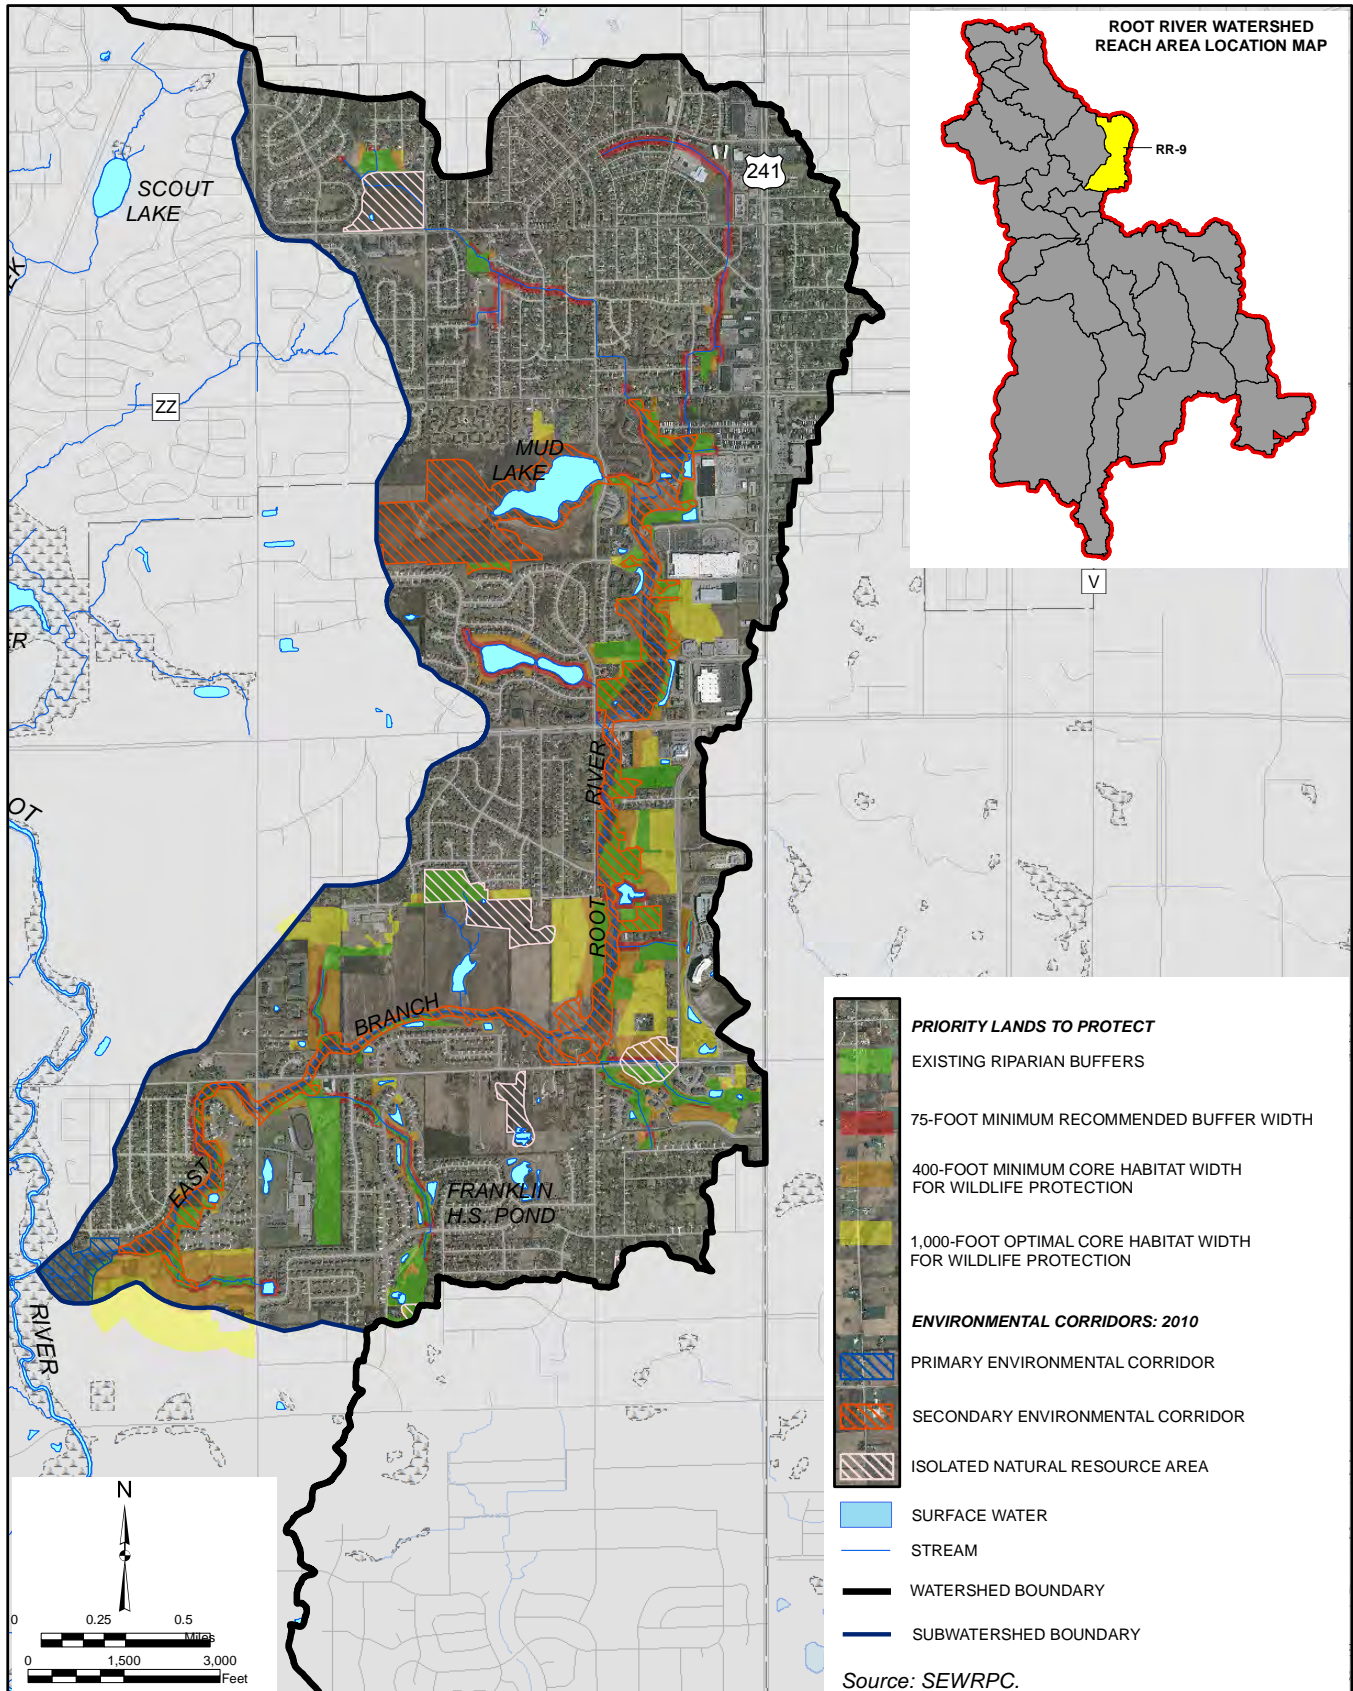 ROOT RIVER WATERSHED
REACH AREA LOCATION MAP
RR-9
241
SCOUT
LAKE
ZZ
MUD
LAKE
V
RIVER
ROOT
BRANCH
EAST
FRANKLIN
H.S. POND
OT
ER
EK
RIVER
PRIORITY LANDS TO PROTECT
EXISTING RIPARIAN BUFFERS
75-FOOT MINIMUM RECOMMENDED BUFFER WIDTH
400-FOOT MINIMUM CORE HABITAT WIDTH
FOR WILDLIFE PROTECTION
1,000-FOOT OPTIMAL CORE HABITAT WIDTH
FOR WILDLIFE PROTECTION
ENVIRONMENTAL CORRIDORS: 2010
PRIMARY ENVIRONMENTAL CORRIDOR
SECONDARY ENVIRONMENTAL CORRIDOR
ISOLATED NATURAL RESOURCE AREA
SURFACE WATER
STREAM
WATERSHED BOUNDARY
SUBWATERSHED BOUNDARY
Source: SEWRPC.
N
0 0.25 0.5
Miles
0 1,500 3,000
Feet